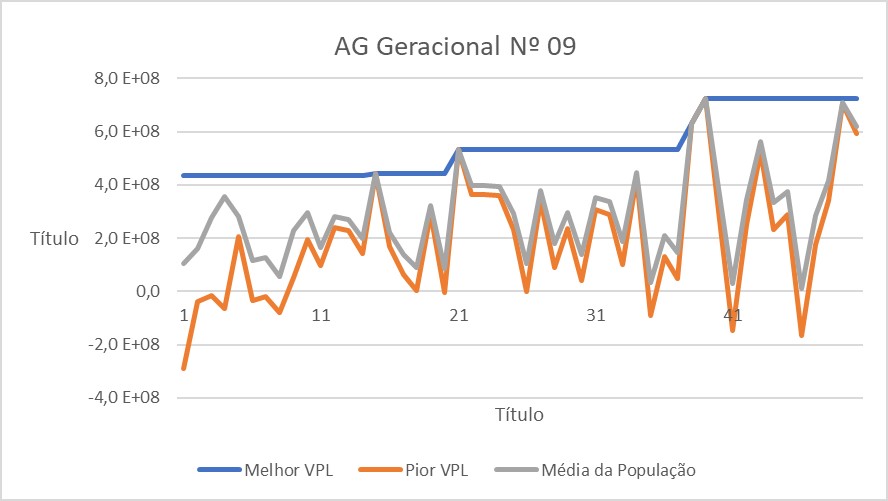 AG Geracional Nº 09
8,0 E+08
6,0 E+08
4,0 E+08
2,0 E+08
0,0
-2,0 E+08
-4,0 E+08
Título
1 11 21 31 41
Título
Melhor VPL Pior VPL Média da População